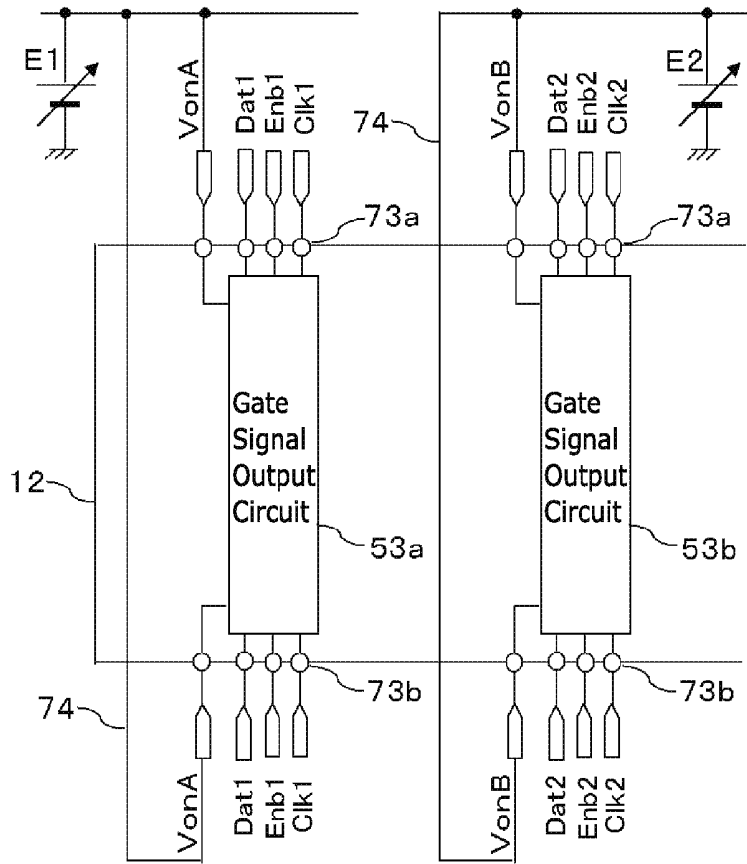 E1
VonA
Dat1
Enb1
Clk1
74
VonB
Dat2
Enb2
Clk2
E2
73a
73a
Gate
Signal
Output
Circuit
Gate
Signal
Output
Circuit
12
53a
53b
74
73b
73b
VonA
Dat1
Enb1
Clk1
VonB
Dat2
Enb2
Clk2